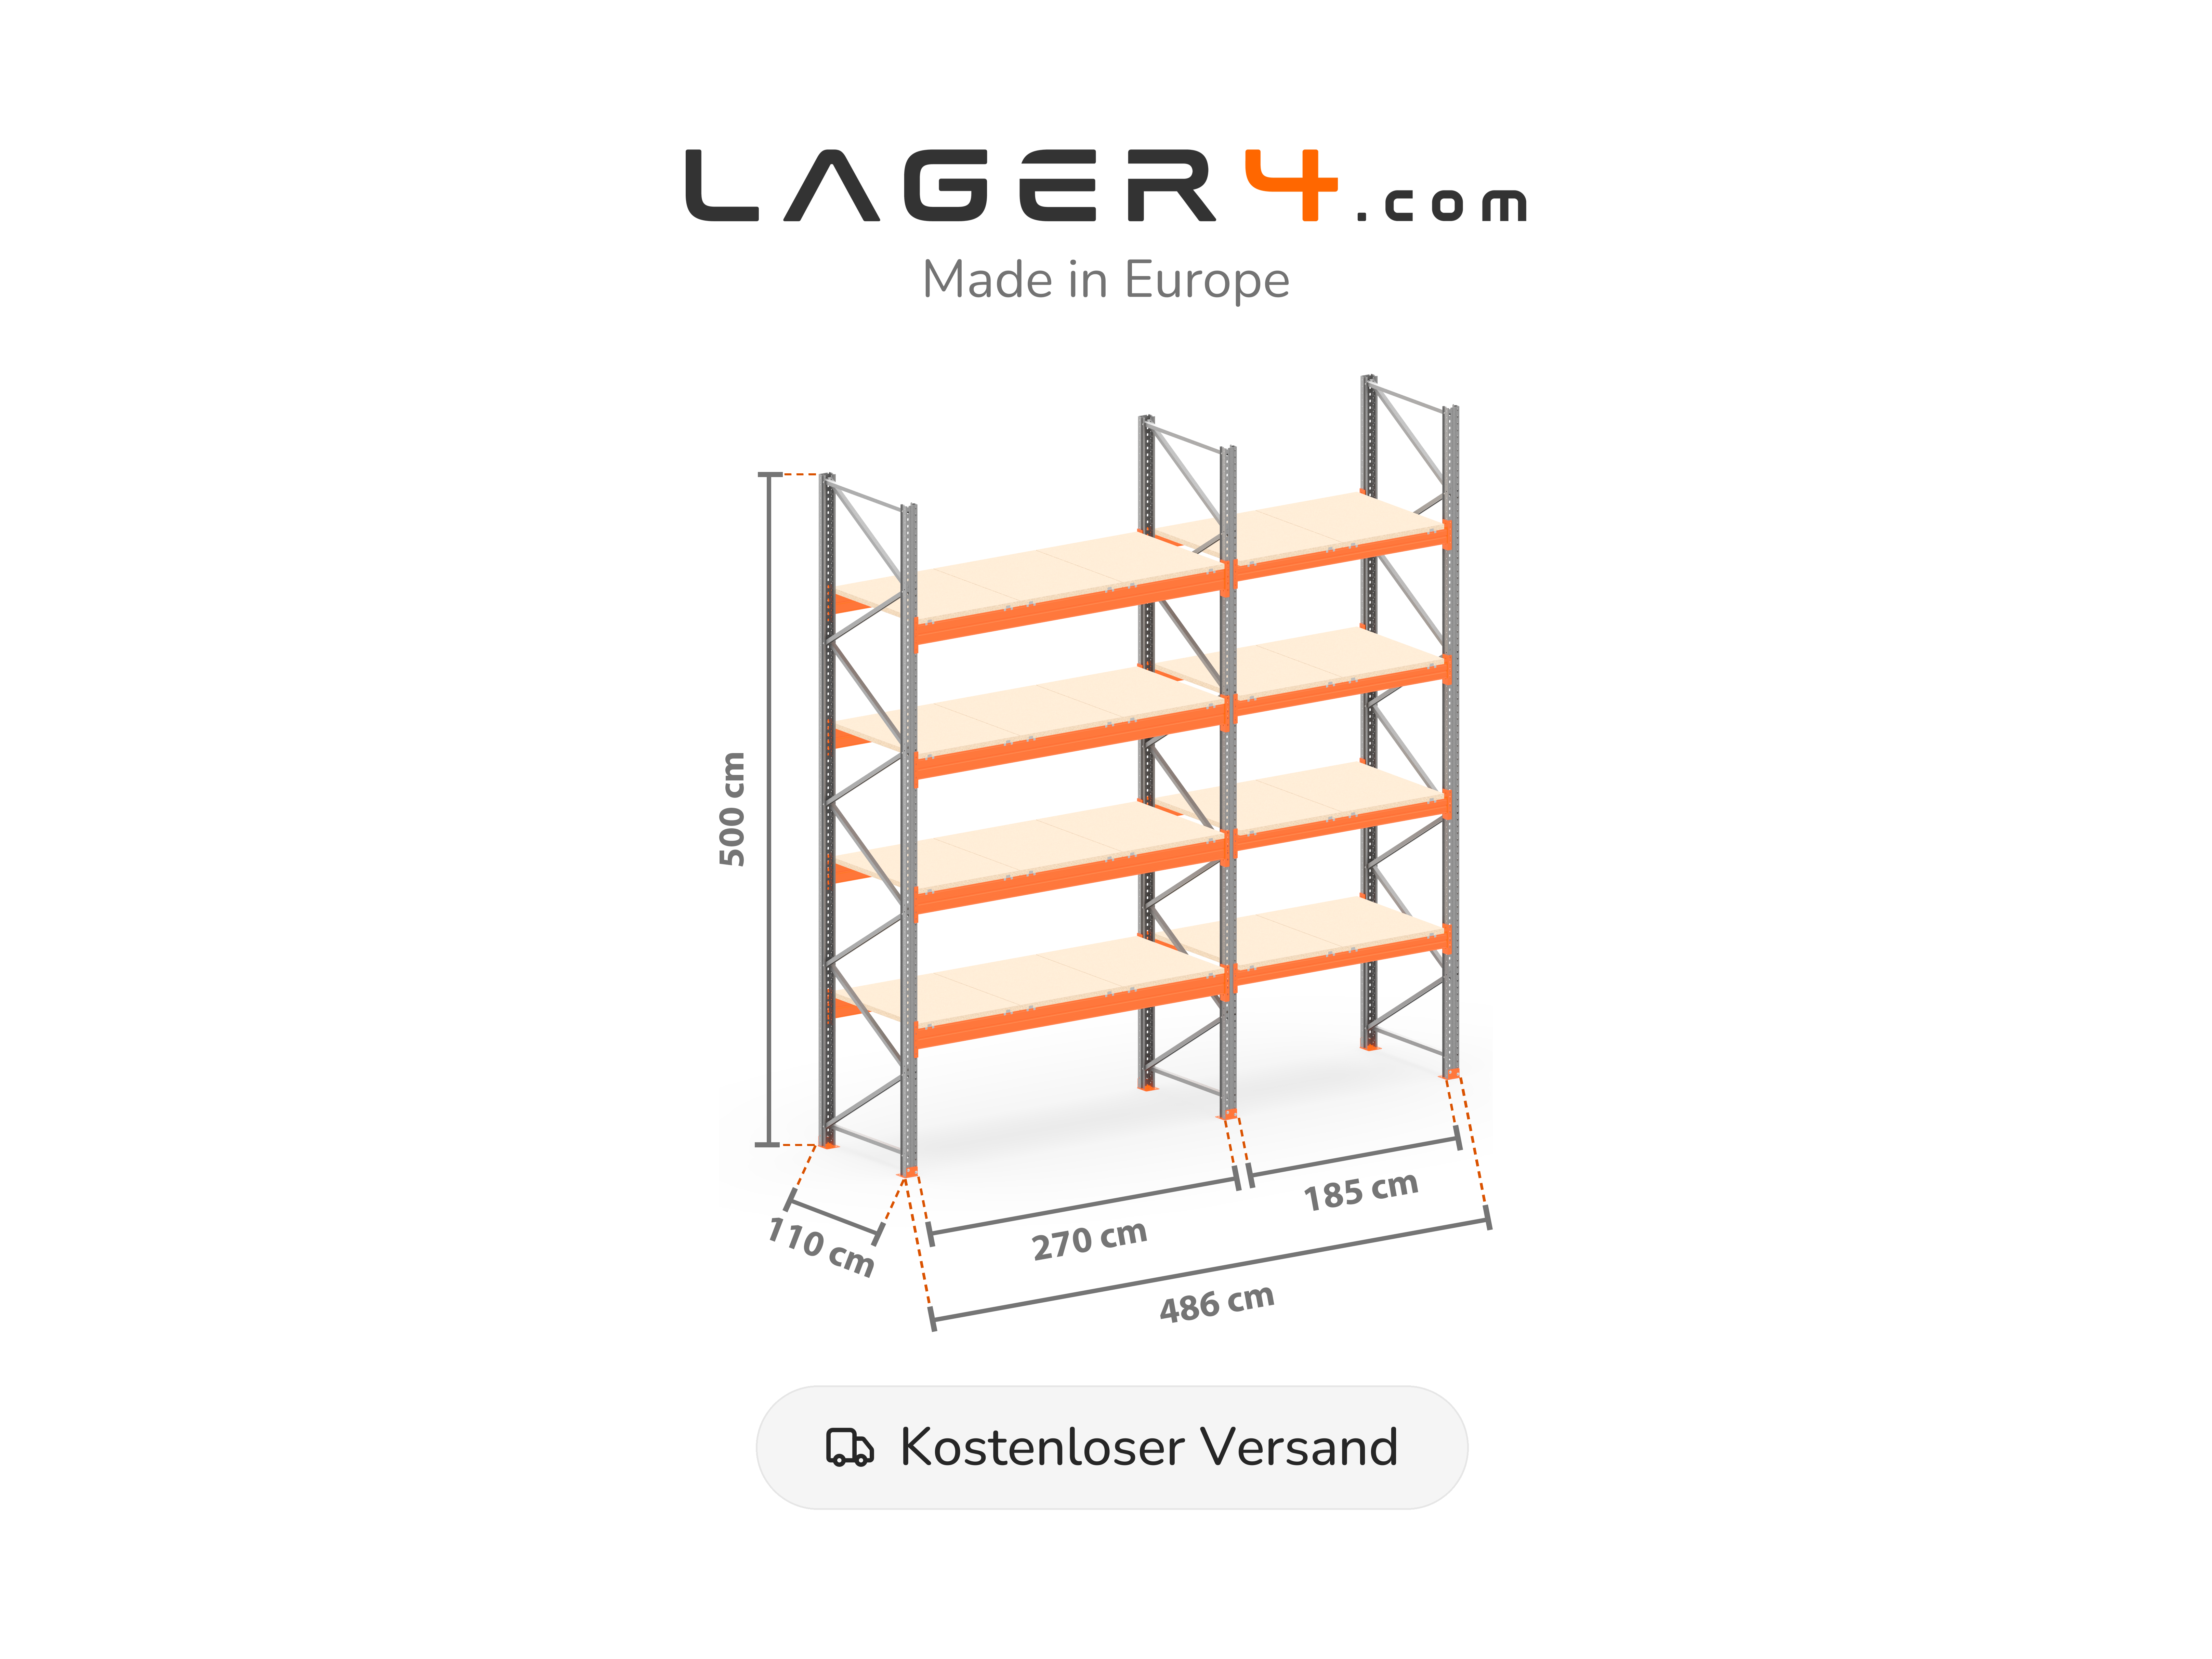 LAGER4.com
Made in Europe
500 cm
110 cm
270 cm
185 cm
486 cm
Kostenloser Versand